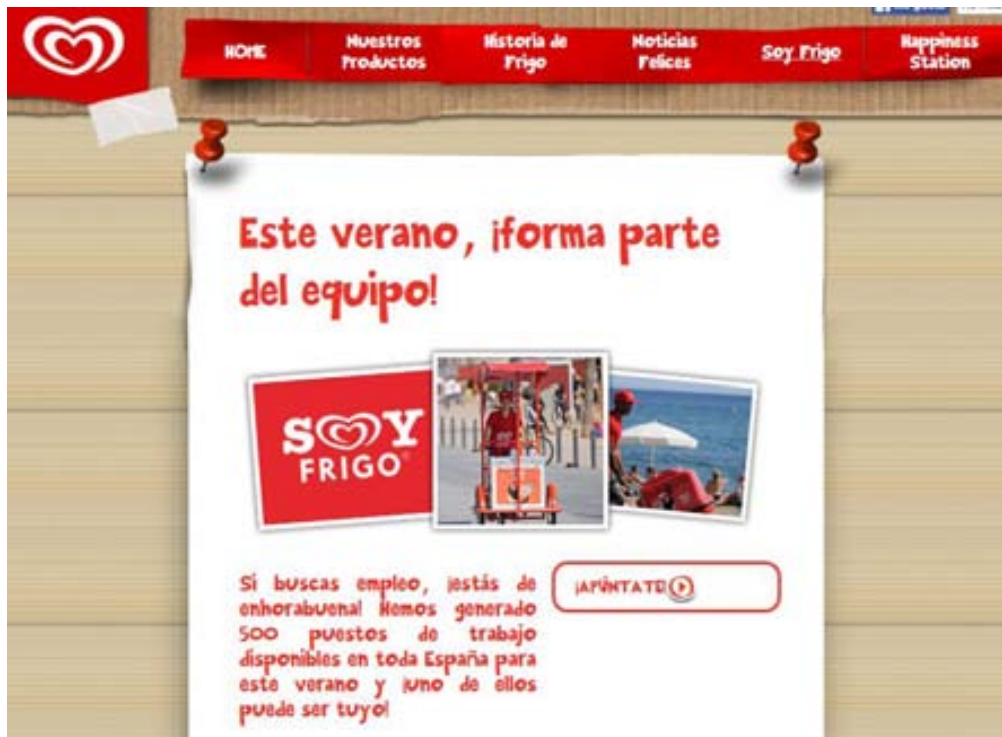 HOME
Nuestros
Productos
Historia de
Frigo
Noticias
Felices
Soy Frigo
Happiness
Station
Este verano, ¡forma parte
del equipo!
SOY
FRIGO®
Si buscas empleo, ¡estás de
enhorabuena! Hemos generado
500 puestos de trabajo
disponibles en toda España para
este verano y ¡uno de ellos
puede ser tuyo!
¡APÚNTATE!